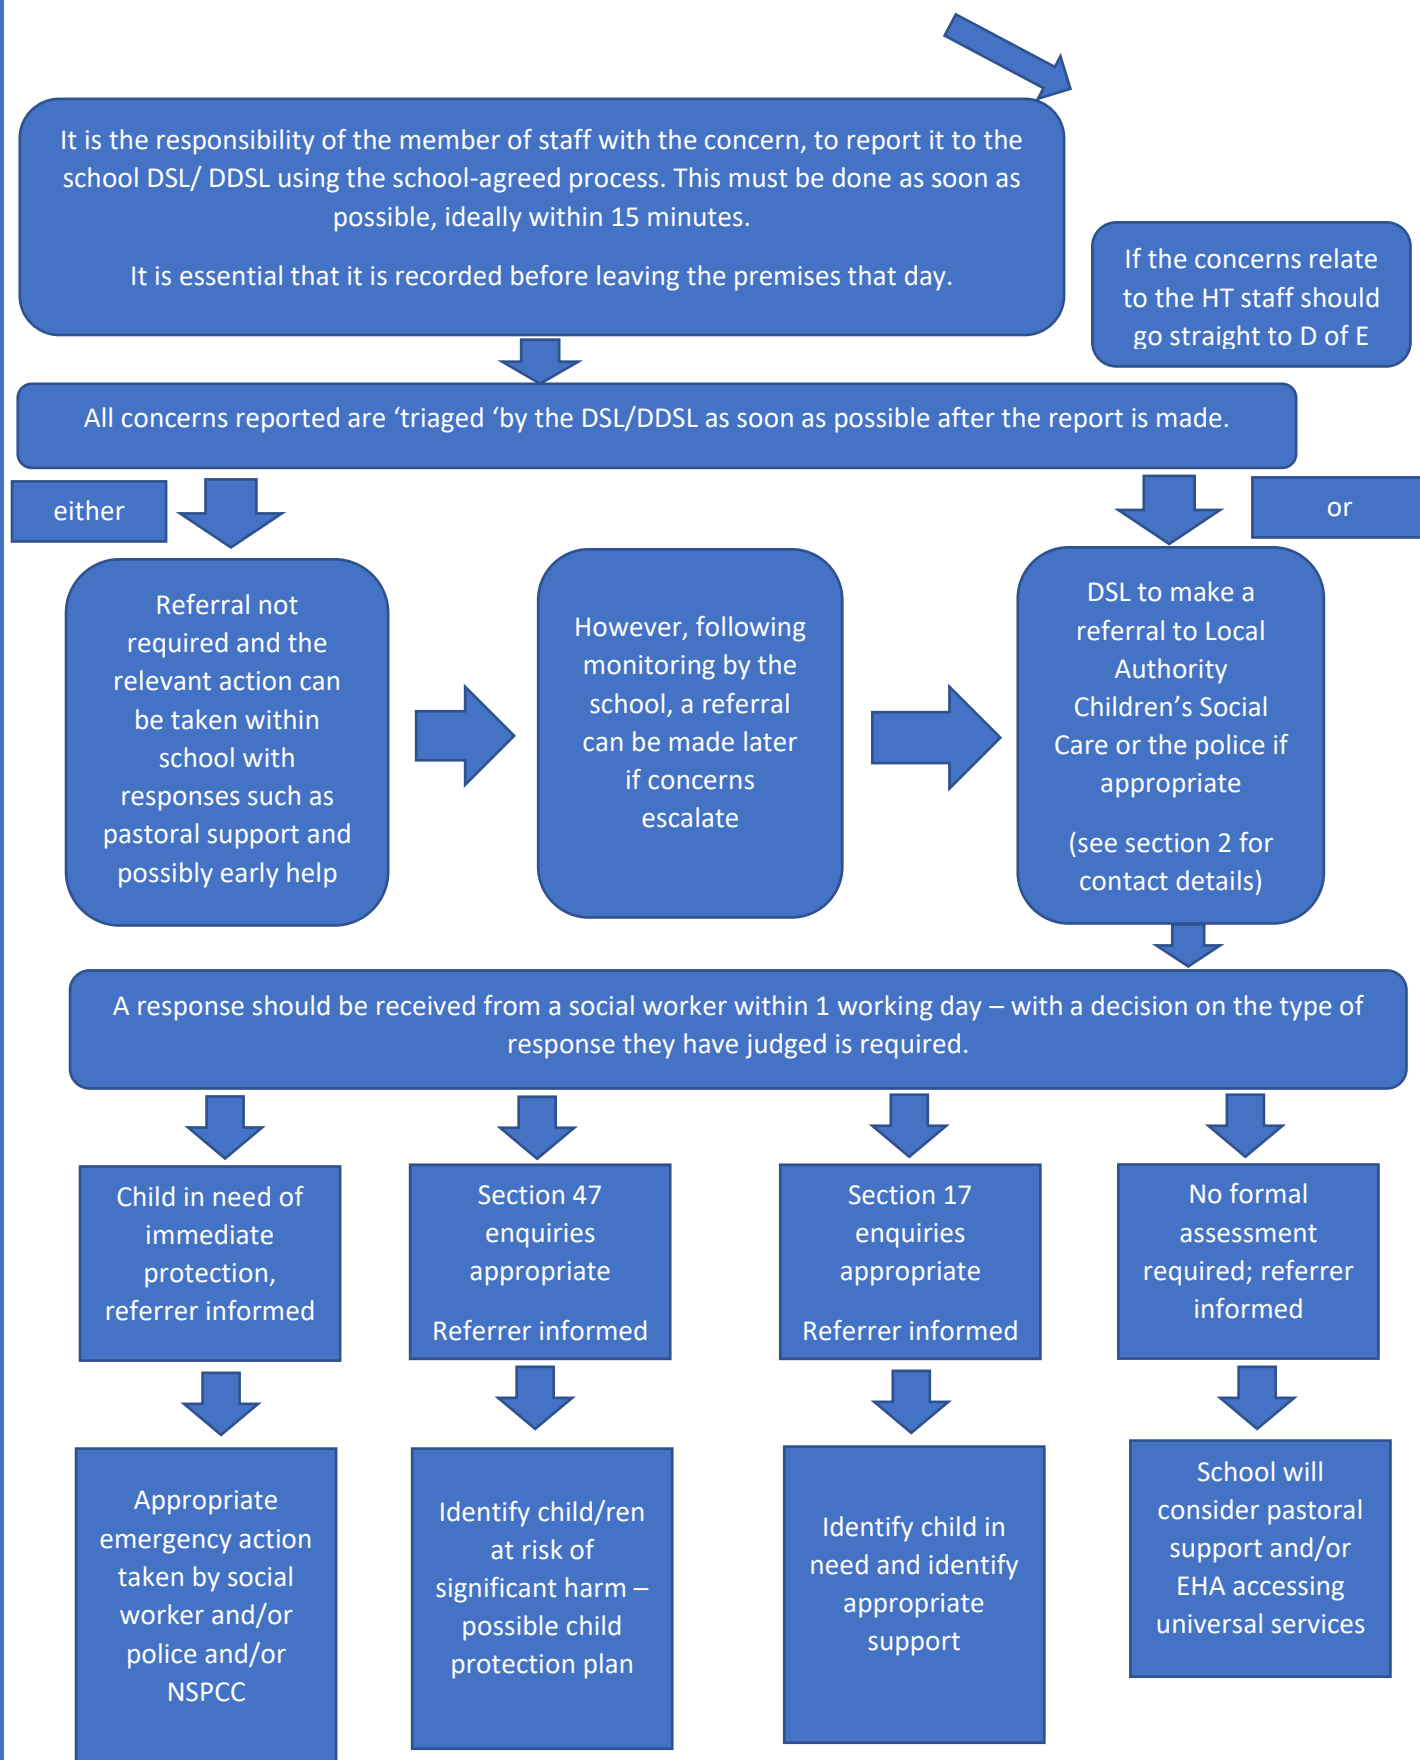 It is the responsibility of the member of staff with the concern, to report it to the
school DSL/ DDSL using the school-agreed process. This must be done as soon as
possible, ideally within 15 minutes.
It is essential that it is recorded before leaving the premises that day.
If the concerns relate
to the HT staff should
go straight to D of E
All concerns reported are ‘triaged ‘by the DSL/DDSL as soon as possible after the report is made.
either
or
Referral not
required and the
relevant action can
be taken within
school with
responses such as
pastoral support and
possibly early help
However, following
monitoring by the
school, a referral
can be made later
if concerns
escalate
DSL to make a
referral to Local
Authority
Children’s Social
Care or the police if
appropriate
(see section 2 for
contact details)
A response should be received from a social worker within 1 working day – with a decision on the type of
response they have judged is required.
Child in need of
immediate
protection,
referrer informed
Section 47
enquiries
appropriate
Referrer informed
Section 17
enquiries
appropriate
Referrer informed
No formal
assessment
required; referrer
informed
Appropriate
emergency action
taken by social
worker and/or
police and/or
NSPCC
Identify child/ren
at risk of
significant harm –
possible child
protection plan
Identify child in
need and identify
appropriate
support
School will
consider pastoral
support and/or
EHA accessing
universal services